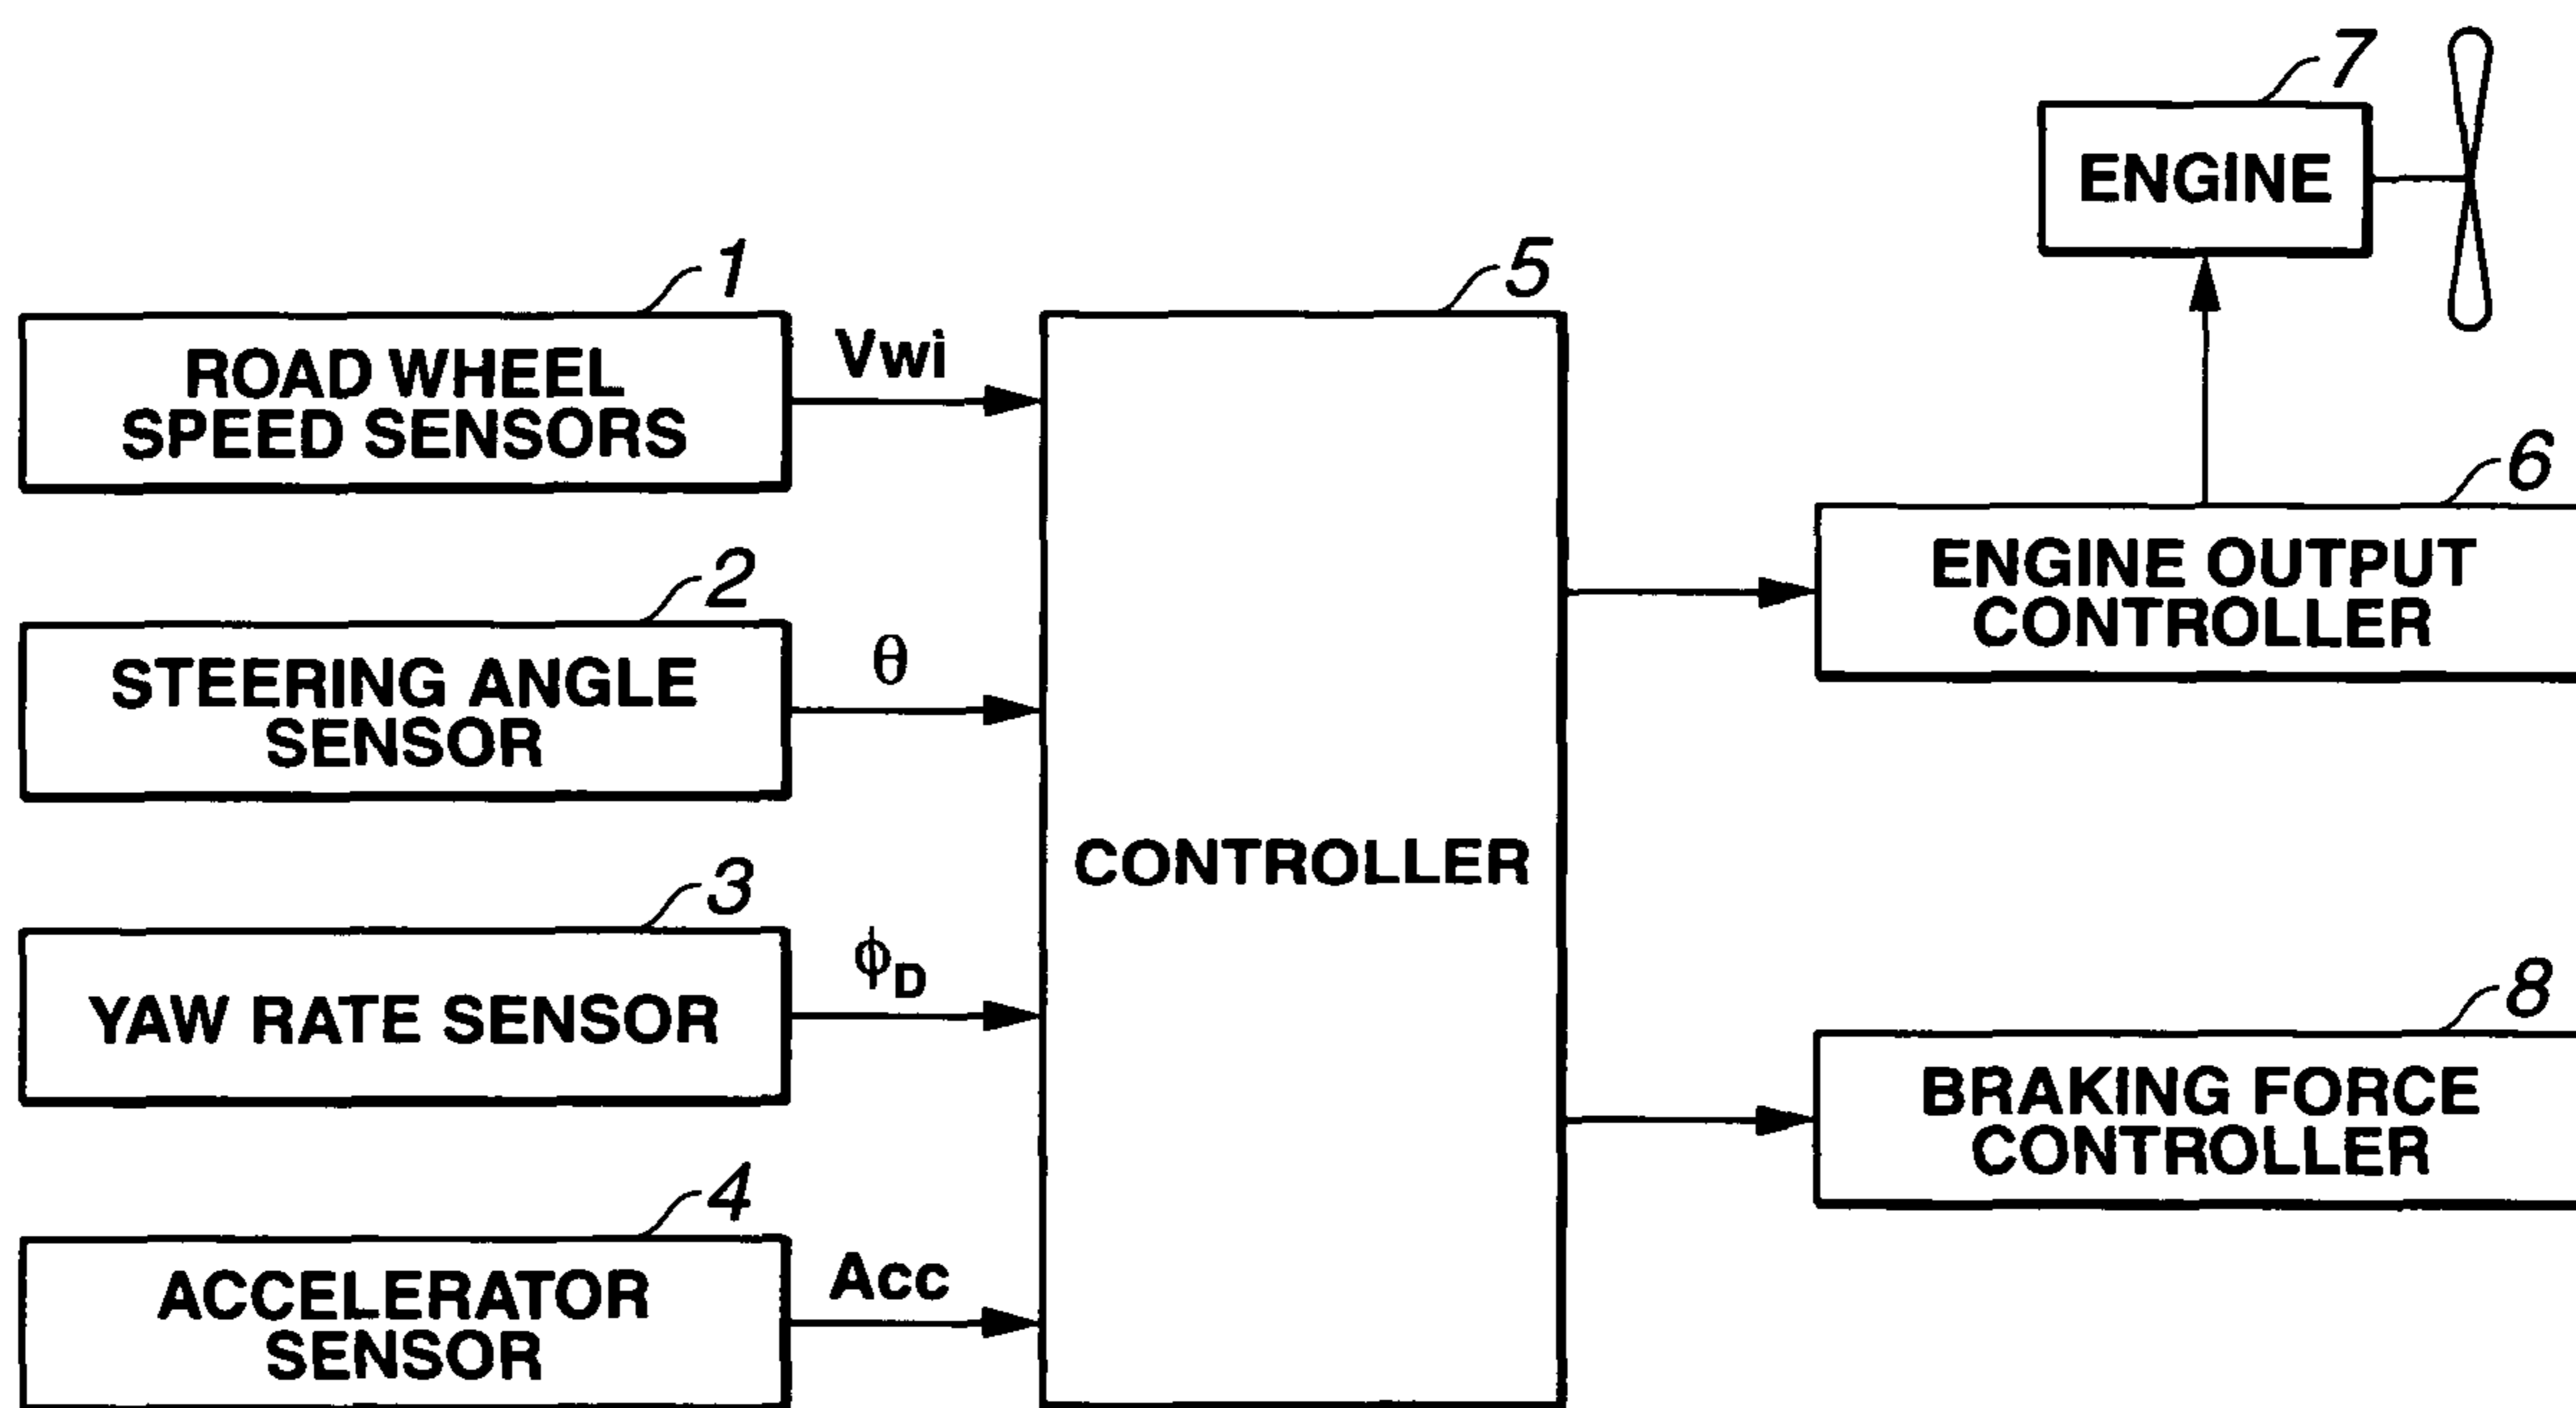 7
ENGINE
1
ROAD WHEEL
SPEED SENSORS
Vwi
5
CONTROLLER
6
ENGINE OUTPUT
CONTROLLER
2
STEERING ANGLE
SENSOR
θ
3
YAW RATE SENSOR
ϕD
8
BRAKING FORCE
CONTROLLER
4
ACCELERATOR
SENSOR
Acc